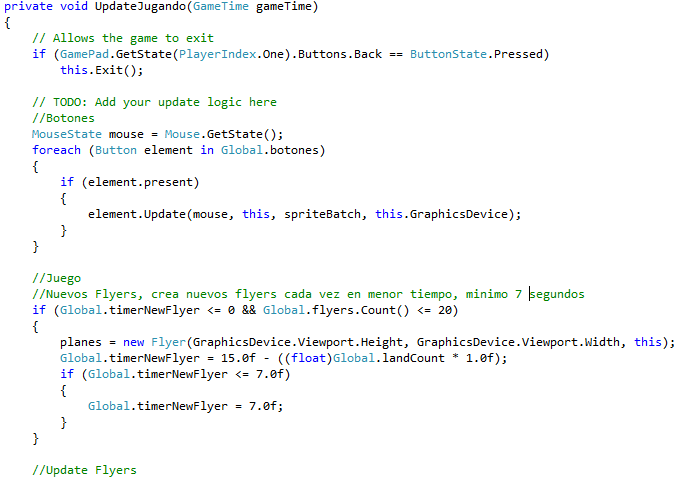 private void UpdateJugando(GameTime gameTime)
{
    // Allows the game to exit
    if (GamePad.GetState(PlayerIndex.One).Buttons.Back == ButtonState.Pressed)
        this.Exit();

    // TODO: Add your update logic here
    //Botones
    MouseState mouse = Mouse.GetState();
    foreach (Button element in Global.botones)
    {
        if (element.present)
        {
            element.Update(mouse, this, spriteBatch, this.GraphicsDevice);
        }
    }

    //Juego
    //Nuevos Flyers, crea nuevos flyers cada vez en menor tiempo, minimo 7 segundos
    if (Global.timerNewFlyer <= 0 && Global.flyers.Count() <= 20)
    {
        planes = new Flyer(GraphicsDevice.Viewport.Height, GraphicsDevice.Viewport.Width, this);
        Global.timerNewFlyer = 15.0f - ((float)Global.landCount * 1.0f);
        if (Global.timerNewFlyer <= 7.0f)
        {
            Global.timerNewFlyer = 7.0f;
        }
    }

    //Update Flyers